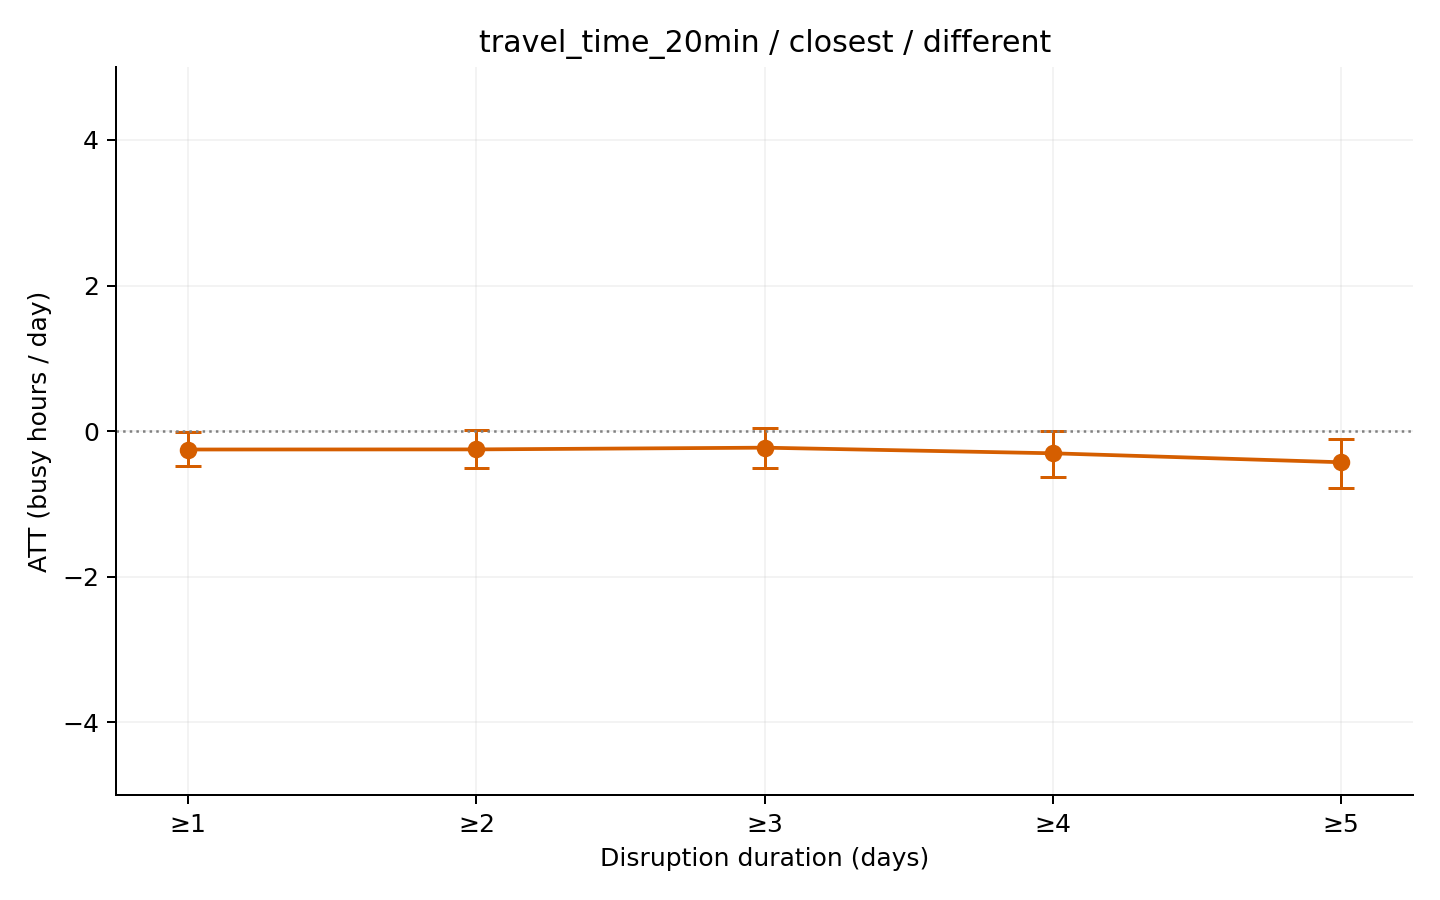 travel_time_20min / closest / different
ATT (busy hours / day)
4
2
0
−2
−4
≥1 ≥2 ≥3 ≥4 ≥5
Disruption duration (days)